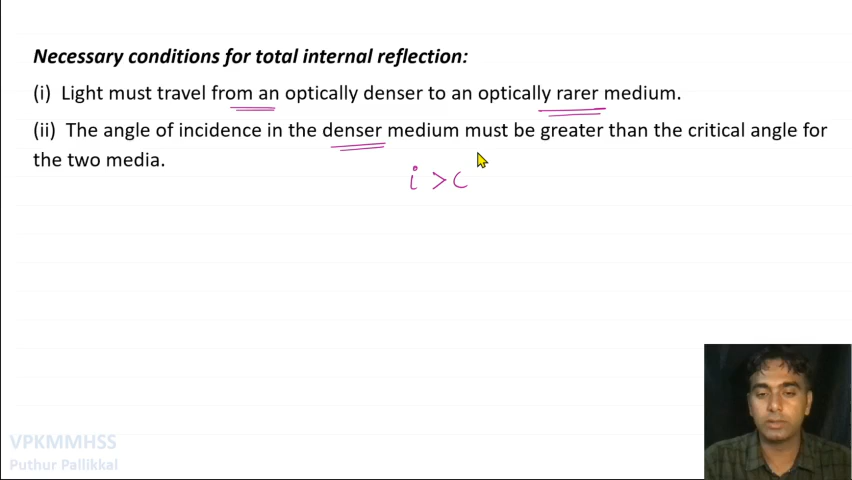 Necessary conditions for total internal reflection:
(i) Light must travel from an optically denser to an optically rarer medium.
(ii) The angle of incidence in the denser medium must be greater than the critical angle for
the two media.
i > c
VPKMMHSS
Puthur Pallikkal